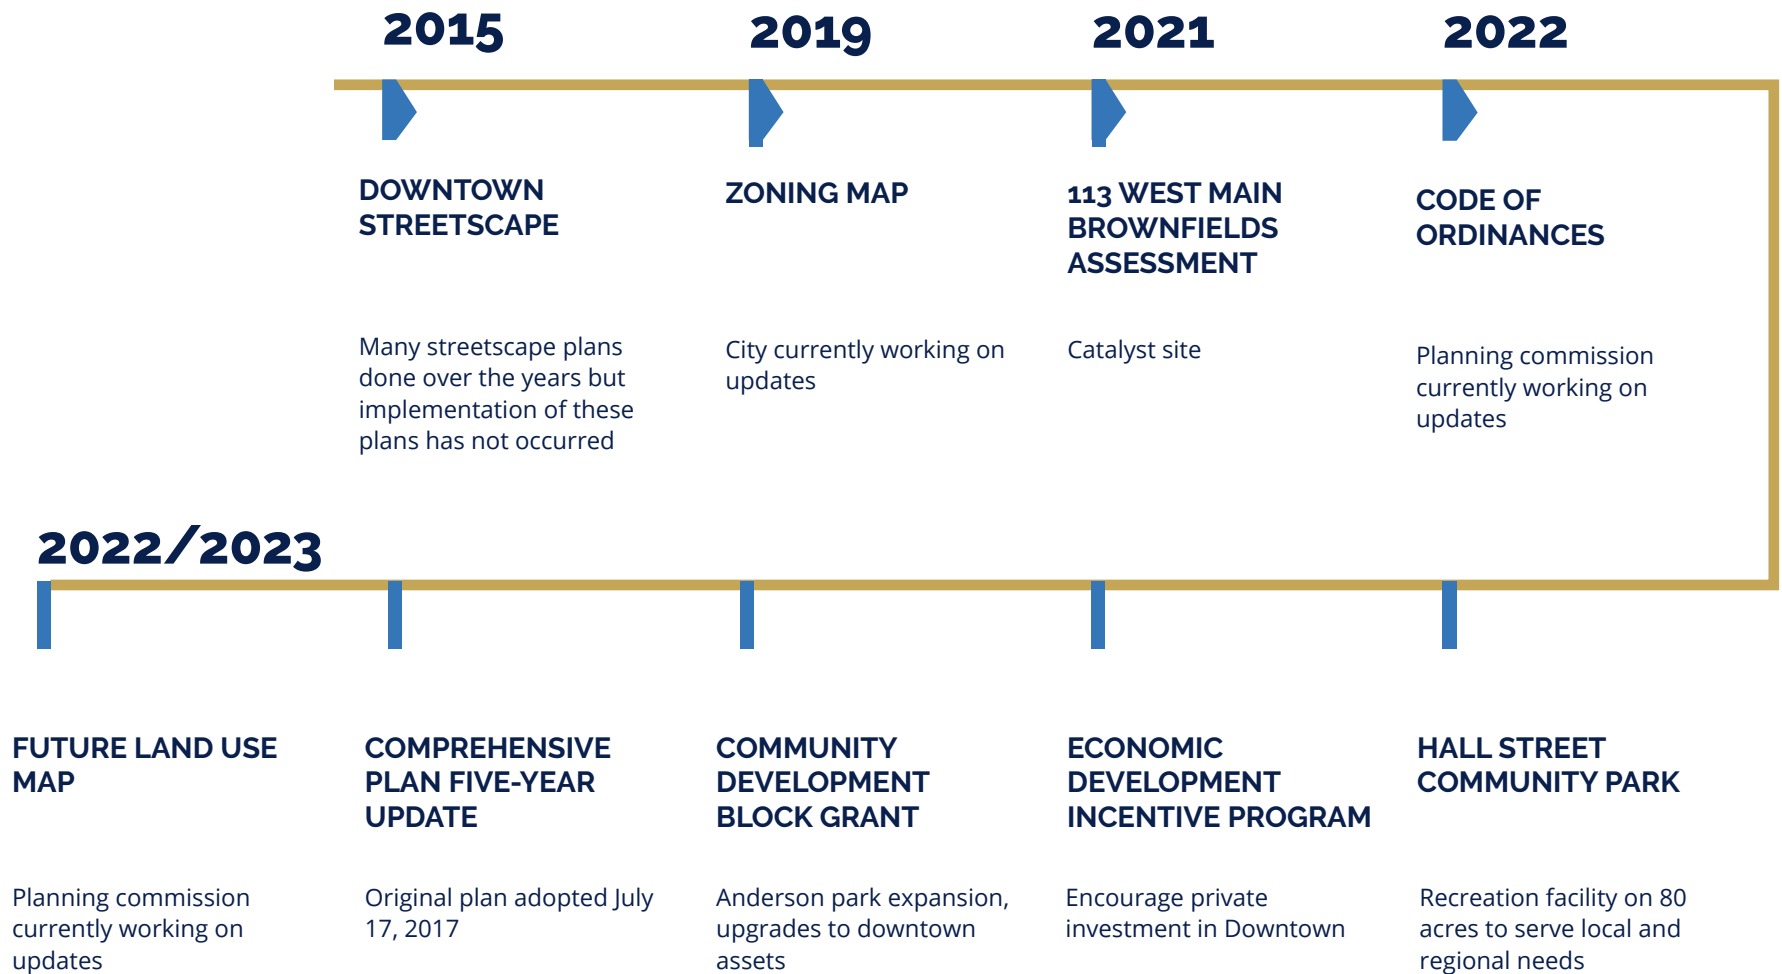 2015
DOWNTOWN
STREETSCAPE
Many streetscape plans
done over the years but
implementation of these
plans has not occurred
2019
ZONING MAP
City currently working on
updates
2021
113 WEST MAIN
BROWNFIELDS
ASSESSMENT
Catalyst site
2022
CODE OF
ORDINANCES
Planning commission
currently working on
updates
2022/2023
FUTURE LAND USE
MAP
Planning commission
currently working on
updates
COMPREHENSIVE
PLAN FIVE-YEAR
UPDATE
Original plan adopted July
17, 2017
COMMUNITY
DEVELOPMENT
BLOCK GRANT
Anderson park expansion,
upgrades to downtown
assets
ECONOMIC
DEVELOPMENT
INCENTIVE PROGRAM
Encourage private
investment in Downtown
HALL STREET
COMMUNITY PARK
Recreation facility on 80
acres to serve local and
regional needs